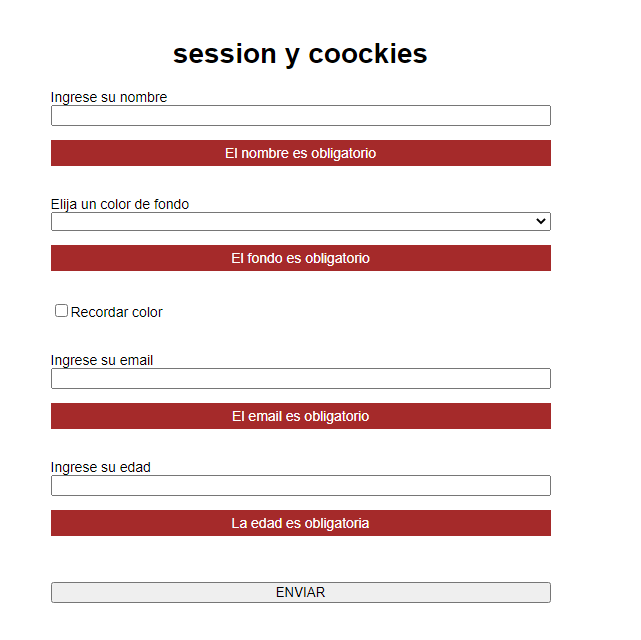 session y coockies
Ingrese su nombre
El nombre es obligatorio
Elija un color de fondo
El fondo es obligatorio
Recordar color
Ingrese su email
El email es obligatorio
Ingrese su edad
La edad es obligatoria
ENVIAR